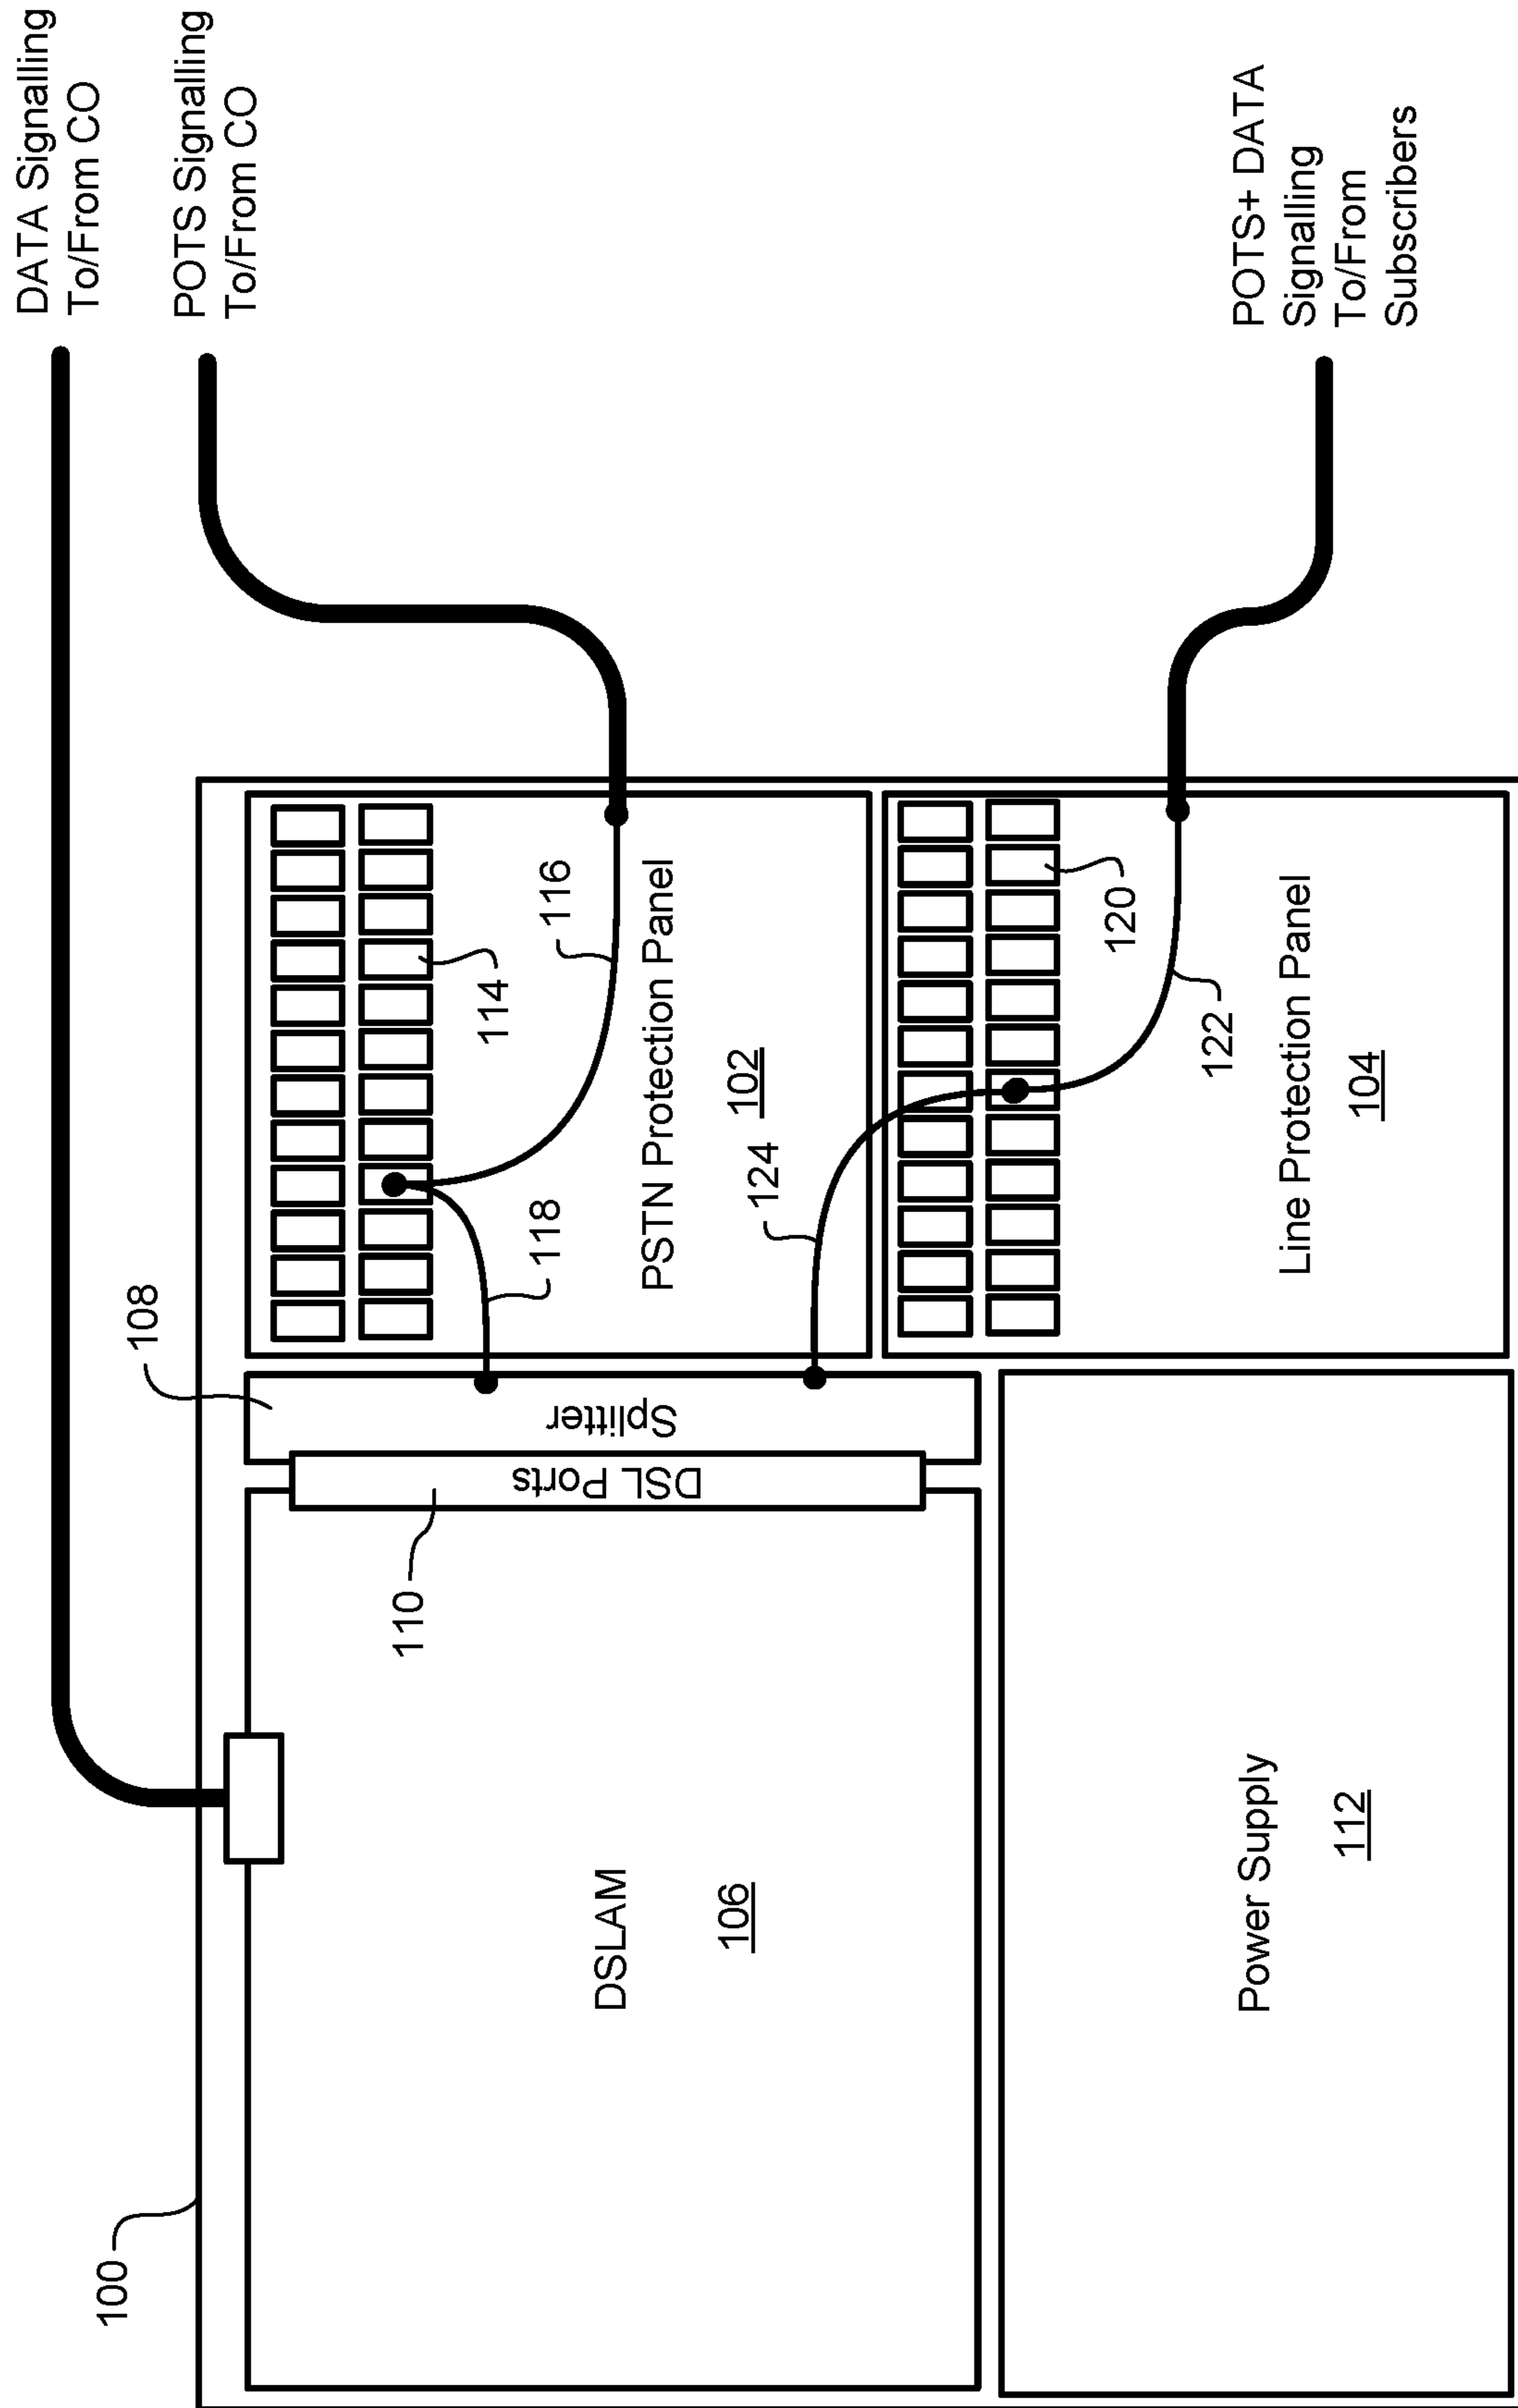 DATA Signalling
To/From CO
POTS Signalling
To/From CO
POTS+ DATA
Signalling
To/From
Subscribers
100
108
110
DSLAM
106
DSL Ports
Splitter
114
116
118
PSTN Protection Panel
102
124
120
122
Line Protection Panel
104
Power Supply
112